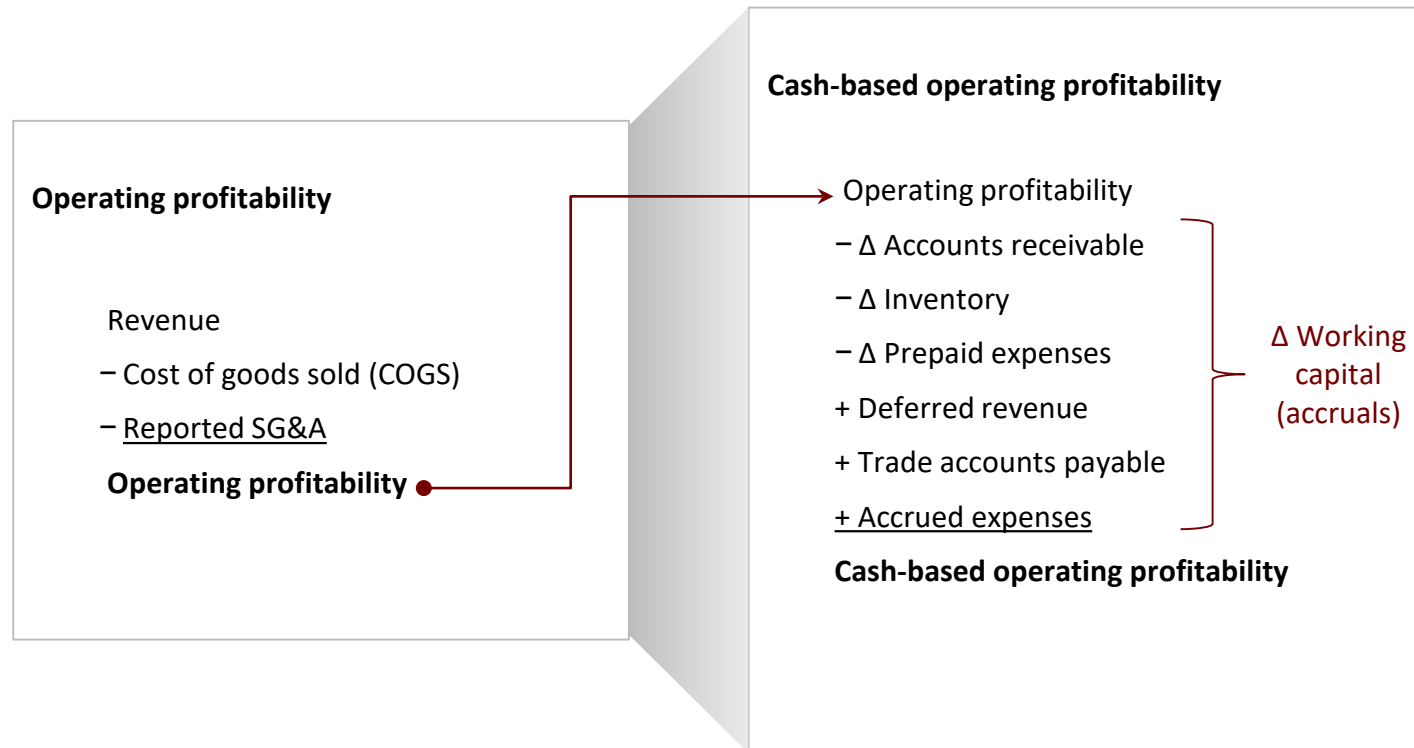 Operating profitability
Revenue
− Cost of goods sold (COGS)
− Reported SG&A
Operating profitability
Cash-based operating profitability
Operating profitability
− Δ Accounts receivable
− Δ Inventory
− Δ Prepaid expenses
+ Deferred revenue
+ Trade accounts payable
+ Accrued expenses
Cash-based operating profitability
Δ Working
capital
(accruals)